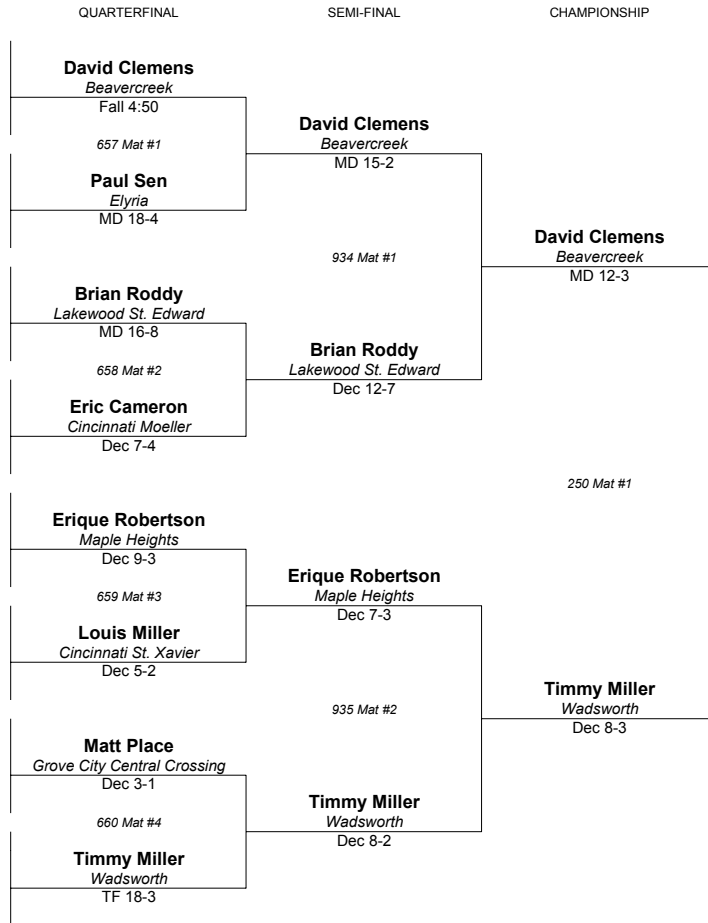 QUARTERFINAL
SEMI-FINAL
CHAMPIONSHIP
David Clemens
Beavercreek
Fall 4:50
657 Mat #1
Paul Sen
Elyria
MD 18-4
Brian Roddy
Lakewood St. Edward
MD 16-8
658 Mat #2
Eric Cameron
Cincinnati Moeller
Dec 7-4
Erique Robertson
Maple Heights
Dec 9-3
659 Mat #3
Louis Miller
Cincinnati St. Xavier
Dec 5-2
Matt Place
Grove City Central Crossing
Dec 3-1
660 Mat #4
Timmy Miller
Wadsworth
TF 18-3
David Clemens
Beavercreek
MD 15-2
934 Mat #1
Brian Roddy
Lakewood St. Edward
Dec 12-7
Erique Robertson
Maple Heights
Dec 7-3
935 Mat #2
Timmy Miller
Wadsworth
Dec 8-2
David Clemens
Beavercreek
MD 12-3
250 Mat #1
Timmy Miller
Wadsworth
Dec 8-3